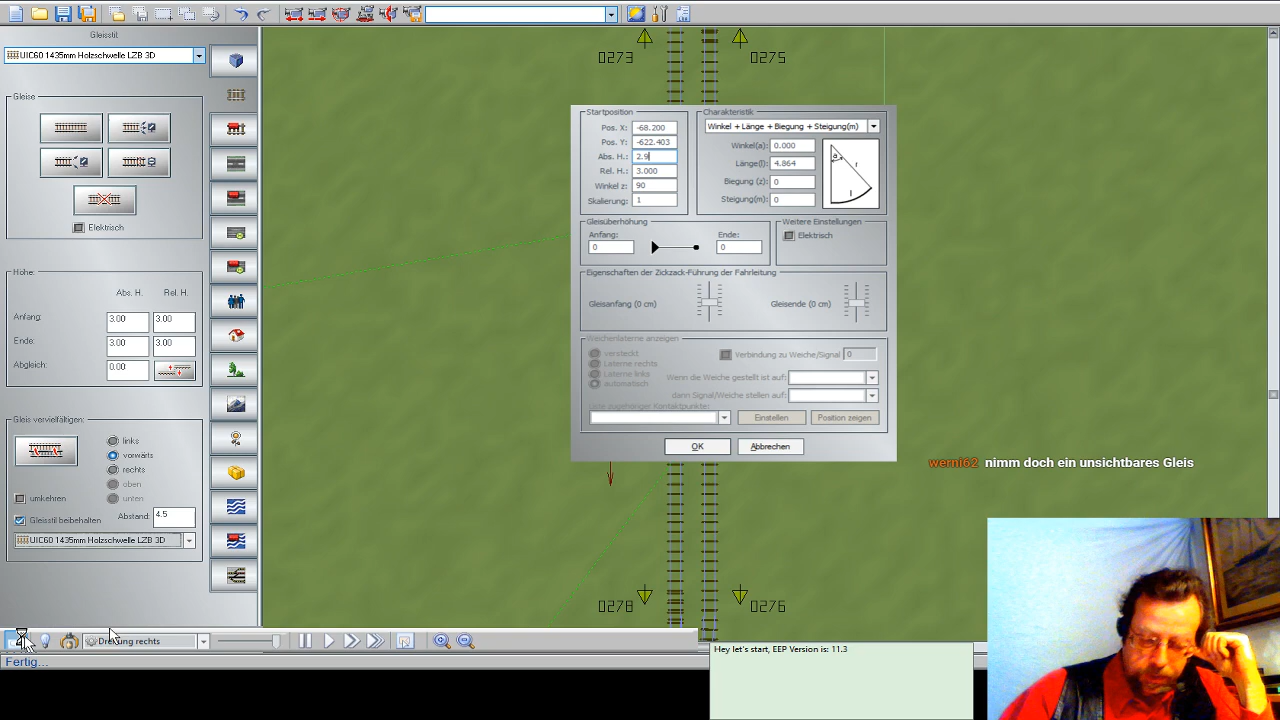 Gleisstil
UIC60 1435mm Holzschwelle LZB 3D
Gleise
Elektrisch
Höhe:
Abs. H. Rel. H.
Anfang: 3.00 3.00
Ende: 3.00 3.00
Abgleich: 0.00
Gleis vervielfältigen:
links
vorwärts
rechts
oben
umkehren unten
Gleisstil beibehalten Abstand: 4.5
UIC60 1435mm Holzschwelle LZB 3D
Drehung rechts
Fertig...
0273 0275
Startposition
Pos. X: -68.200
Pos. Y: -622.403
Abs. H.: 2.9
Rel. H.: 3.000
Winkel z: 90
Skalierung: 1
Charakteristik
Winkel + Länge + Biegung + Steigung(m)
Winkel(a): 0.000
Länge(l): 4.864
Biegung (z): 0
Steigung(m): 0
a r
l
Gleisüberhöhung
Anfang: Ende:
0 0
Weitere Einstellungen
Elektrisch
Eigenschaften der Zickzack-Führung der Fahrleitung
Gleisanfang (0 cm) Gleisende (0 cm)
Weichenlaterne anzeigen
versteckt
Laterne rechts
Laterne links
automatisch
Verbindung zu Weiche/Signal 0
Wenn die Weiche gestellt ist auf:
dann Signal/Weiche stellen auf:
Liste zugehöriger Kontaktpunkte:
Einstellen Position zeigen
OK Abbrechen
werni62 nimm doch ein unsichtbares Gleis
0278 0276
Hey let's start, EEP Version is: 11.3